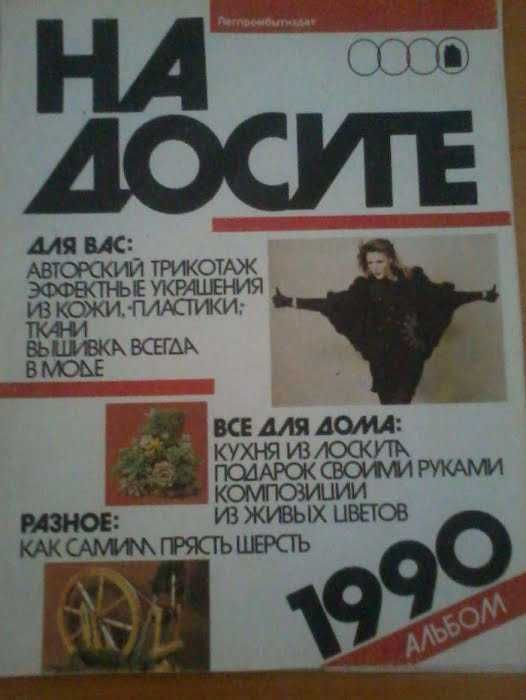 Легпромбытиздат
НА
ДОСУГЕ
ДЛЯ ВАС:
АВТОРСКИЙ ТРИКОТАЖ
ЭФФЕКТНЫЕ УКРАШЕНИЯ
ИЗ КОЖИ,„ПЛАСТИКИ,“
ТКАНИ
ВЫШИВКА ВСЕГДА
В МОДЕ
ВСЕ ДЛЯ ДОМА:
КУХНЯ ИЗ ЛОСКУТА
ПОДАРОК СВОИМИ РУКАМИ
КОМПОЗИЦИИ
ИЗ ЖИВЫХ ЦВЕТОВ
РАЗНОЕ:
КАК САМИМ ПРЯСТЬ ШЕРСТЬ
1990
АЛЬБОМ